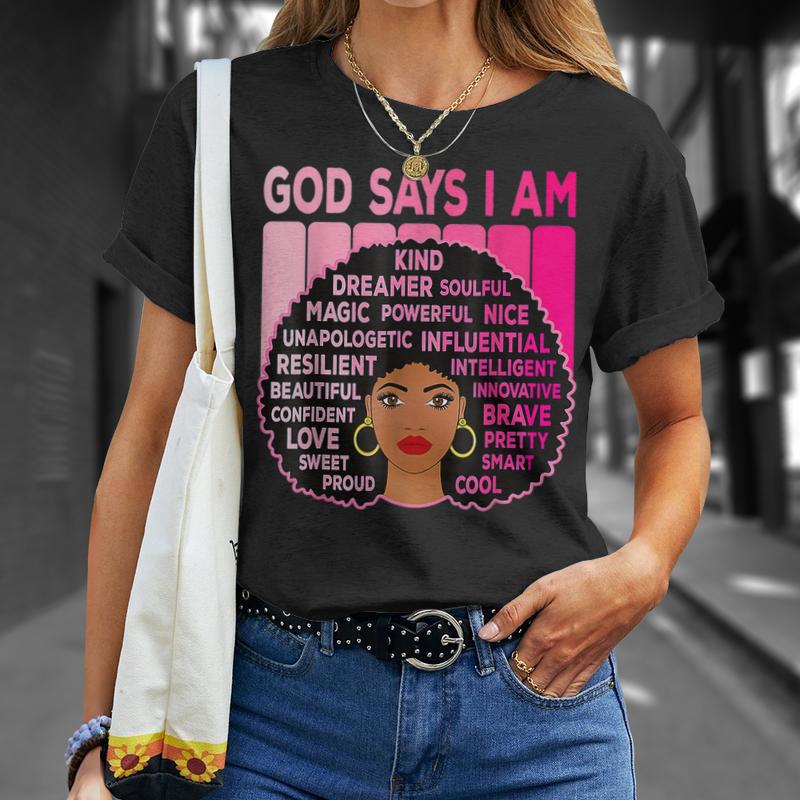 GOD SAYS I AM
KIND
DREAMER SOULFUL
MAGIC POWERFUL NICE
UNAPOLOGETIC INFLUENTIAL
RESILIENT INTELLIGENT
BEAUTIFUL INNOVATIVE
CONFIDENT BRAVE
LOVE PRETTY
SWEET SMART
PROUD COOL